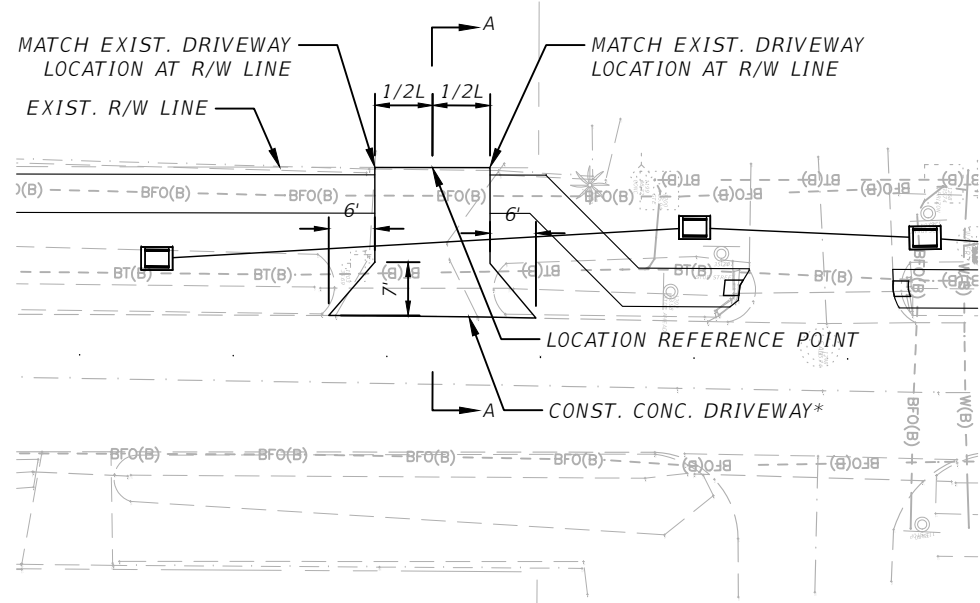 A
MATCH EXIST. DRIVEWAY
LOCATION AT R/W LINE
MATCH EXIST. DRIVEWAY
LOCATION AT R/W LINE
1/2L
1/2L
EXIST. R/W LINE
BFO(B)
BFO(B)
BFO(B)
BFO(B)
BT(B)
BT(B)
BFO(B)
BFO(B)
6'
6'
BT(B)
BT(B)
(B)
BT(B)
BT(B)
BT(B)
BFO(B)
W(B)
7'
LOCATION REFERENCE POINT
A
CONST. CONC. DRIVEWAY*
BFO(B)
W(B)
BFO(B)
BFO(B)
BFO(B)
BFO(B)
BFO(B)
BFO(B)